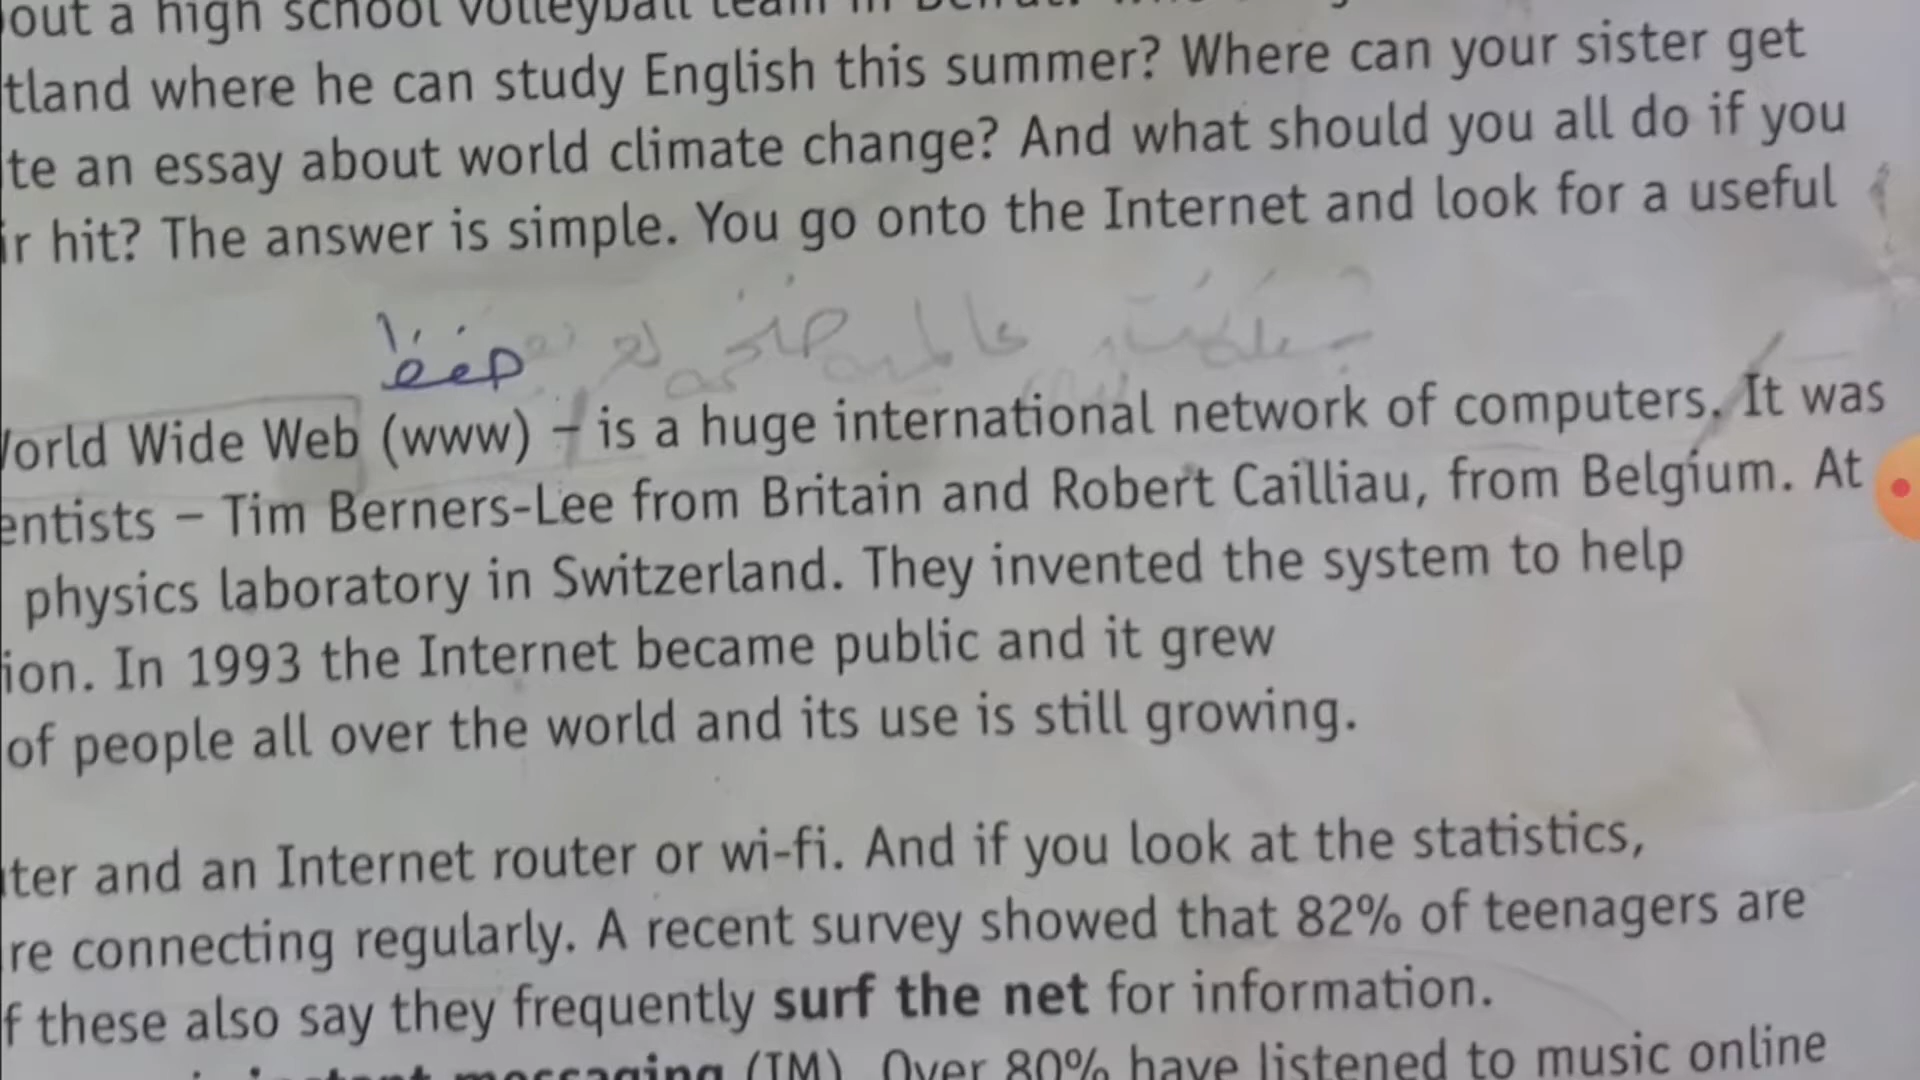 out a high school volleyball team in Beirut?
tland where he can study English this summer? Where can your sister get
te an essay about world climate change? And what should you all do if you
ir hit? The answer is simple. You go onto the Internet and look for a useful
World Wide Web (www) – is a huge international network of computers. It was
entists – Tim Berners-Lee from Britain and Robert Cailliau, from Belgium. At
physics laboratory in Switzerland. They invented the system to help
ion. In 1993 the Internet became public and it grew
of people all over the world and its use is still growing.
ter and an Internet router or wi-fi. And if you look at the statistics,
re connecting regularly. A recent survey showed that 82% of teenagers are
f these also say they frequently surf the net for information.
instant messaging (IM). Over 80% have listened to music online